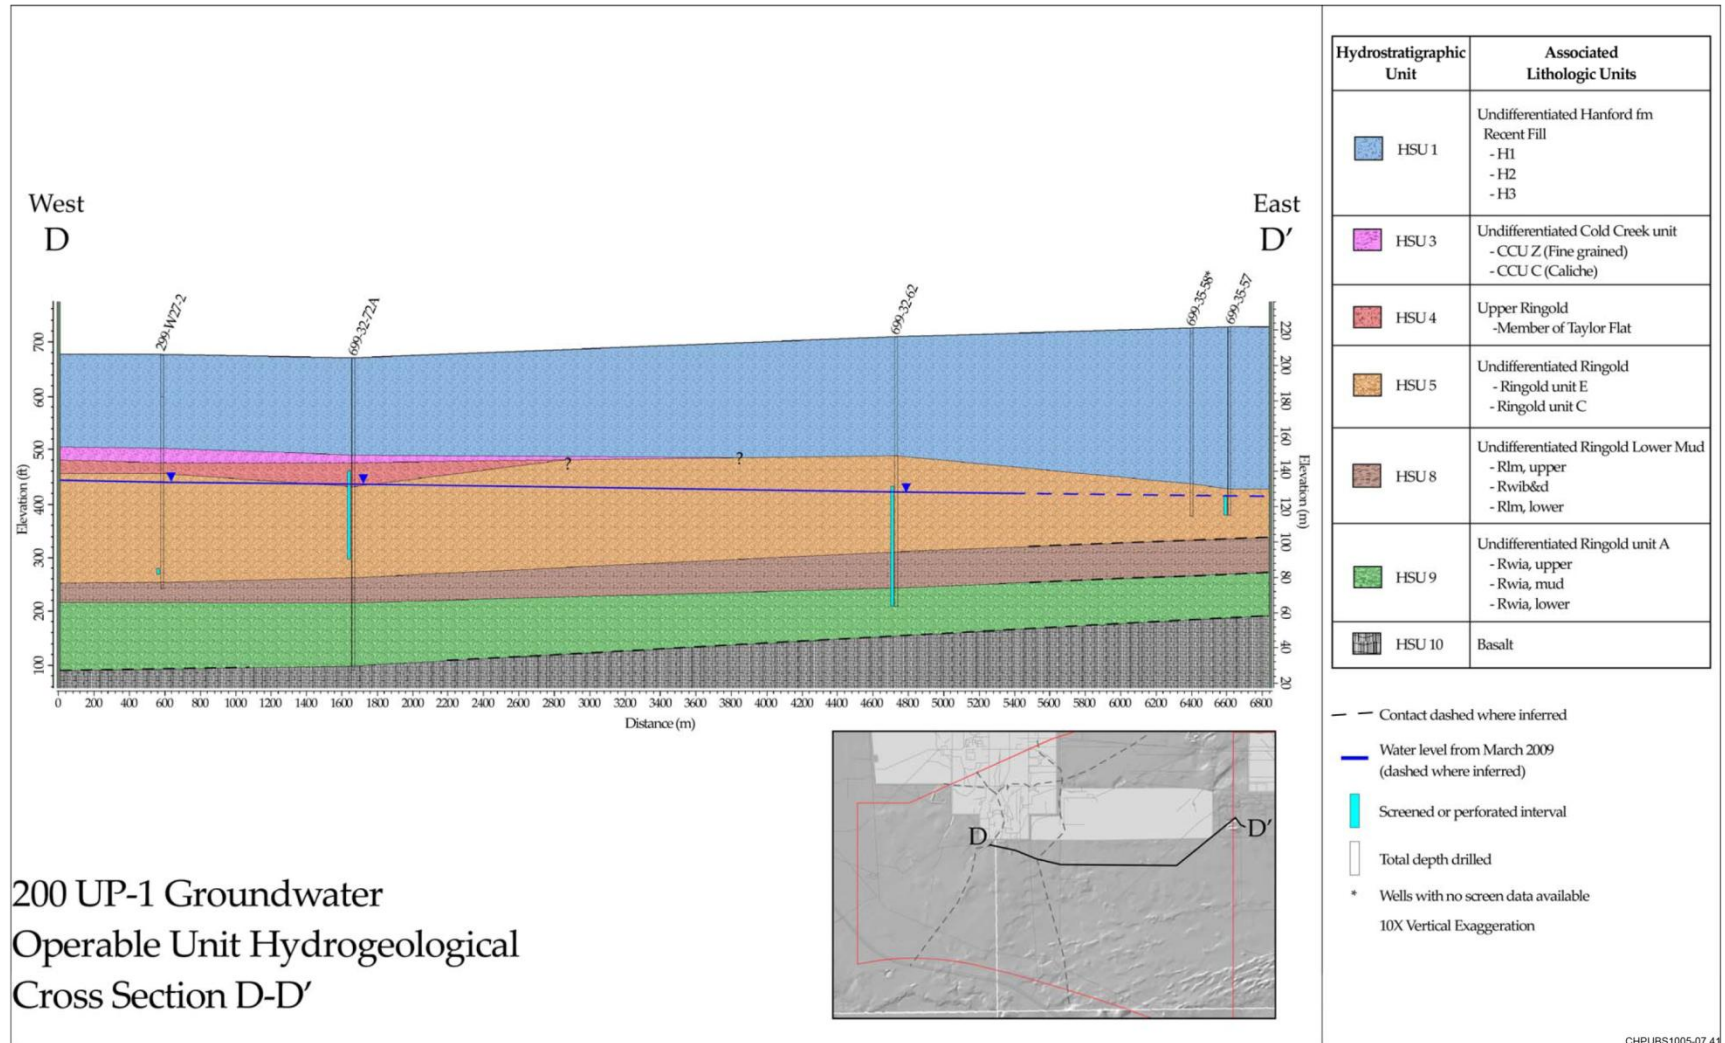 West
D
East
D'
299-W27-2
699-32-72A
699-32-62
699-35-58*
699-35-57
Elevation (ft)
700
600
500
400
300
200
100
?
?
Elevation (m)
220
200
180
160
140
120
100
80
60
40
20
0 200 400 600 800 1000 1200 1400 1600 1800 2000 2200 2400 2600 2800 3000 3200 3400 3600 3800 4000 4200 4400 4600 4800 5000 5200 5400 5600 5800 6000 6200 6400 6600 6800
Distance (m)
D
D'
200 UP-1 Groundwater
Operable Unit Hydrogeological
Cross Section D-D'
Hydrostratigraphic
Unit
Associated
Lithologic Units
HSU 1
Undifferentiated Hanford fm
Recent Fill
- H1
- H2
- H3
HSU 3
Undifferentiated Cold Creek unit
- CCU Z (Fine grained)
- CCU C (Caliche)
HSU 4
Upper Ringold
-Member of Taylor Flat
HSU 5
Undifferentiated Ringold
- Ringold unit E
- Ringold unit C
HSU 8
Undifferentiated Ringold Lower Mud
- Rlm, upper
- Rwib&d
- Rlm, lower
HSU 9
Undifferentiated Ringold unit A
- Rwia, upper
- Rwia, mud
- Rwia, lower
HSU 10
Basalt
Contact dashed where inferred
Water level from March 2009
(dashed where inferred)
Screened or perforated interval
Total depth drilled
* Wells with no screen data available
10X Vertical Exaggeration
CHPUBS1005-07.41